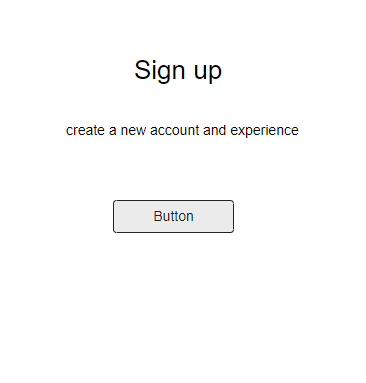 Sign up
create a new account and experience
Button